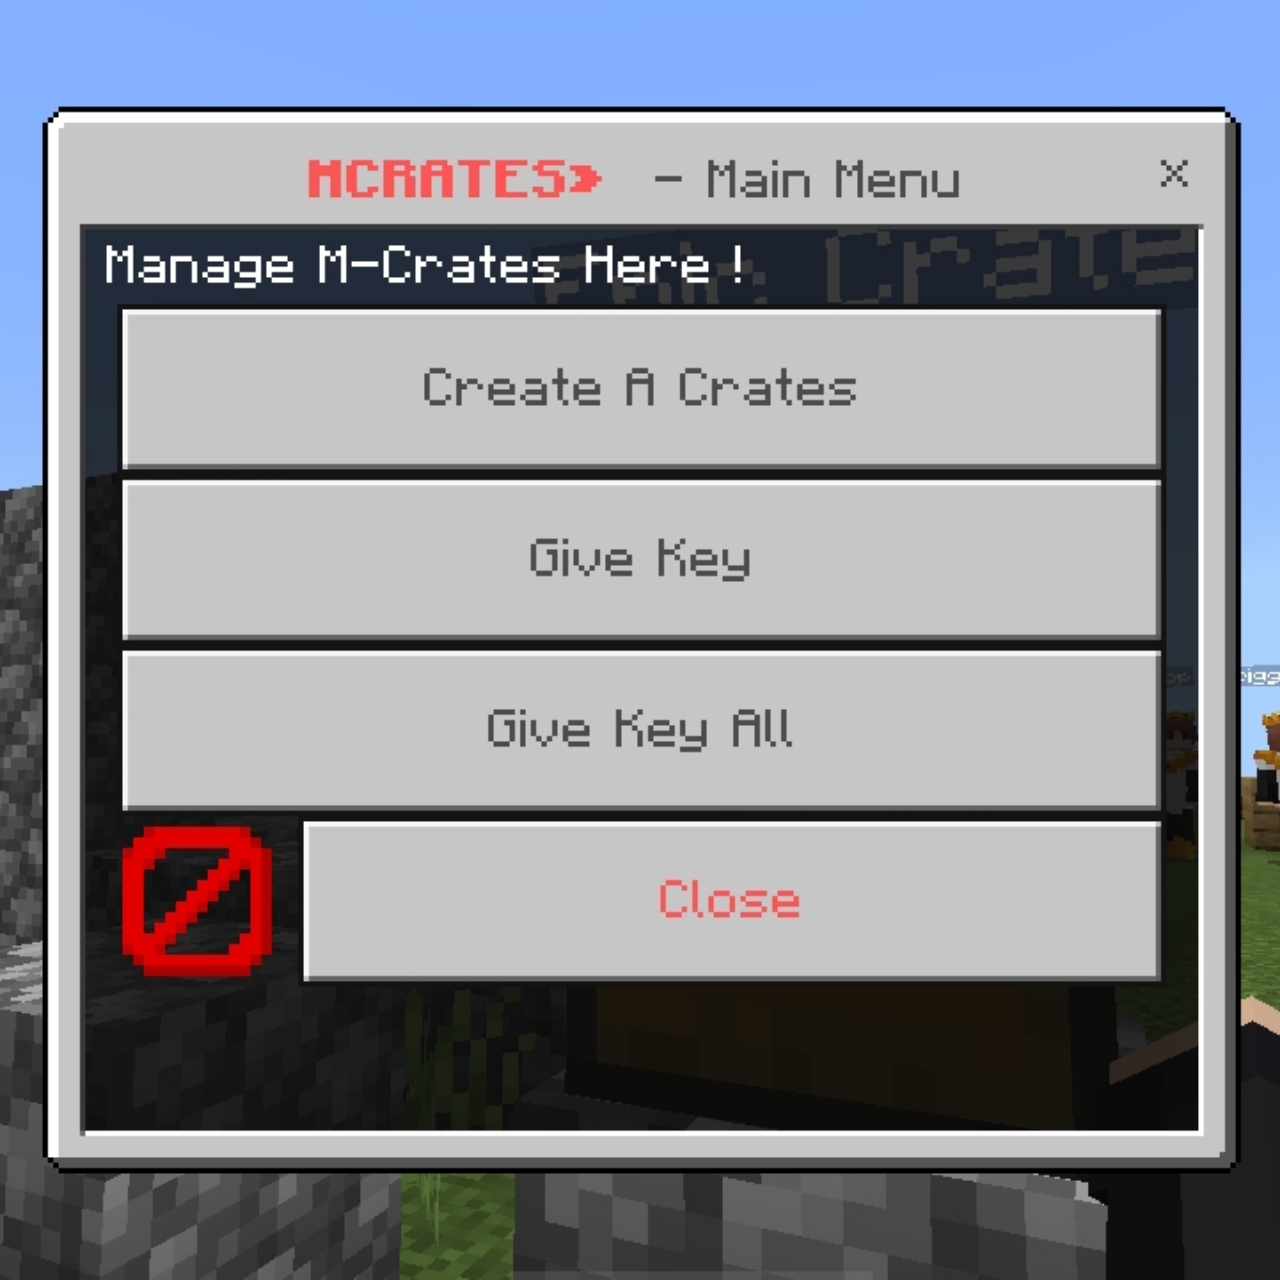 MCRATES» - Main Menu
Manage M-Crates Here !
Create A Crates
Give Key
Give Key All
Close